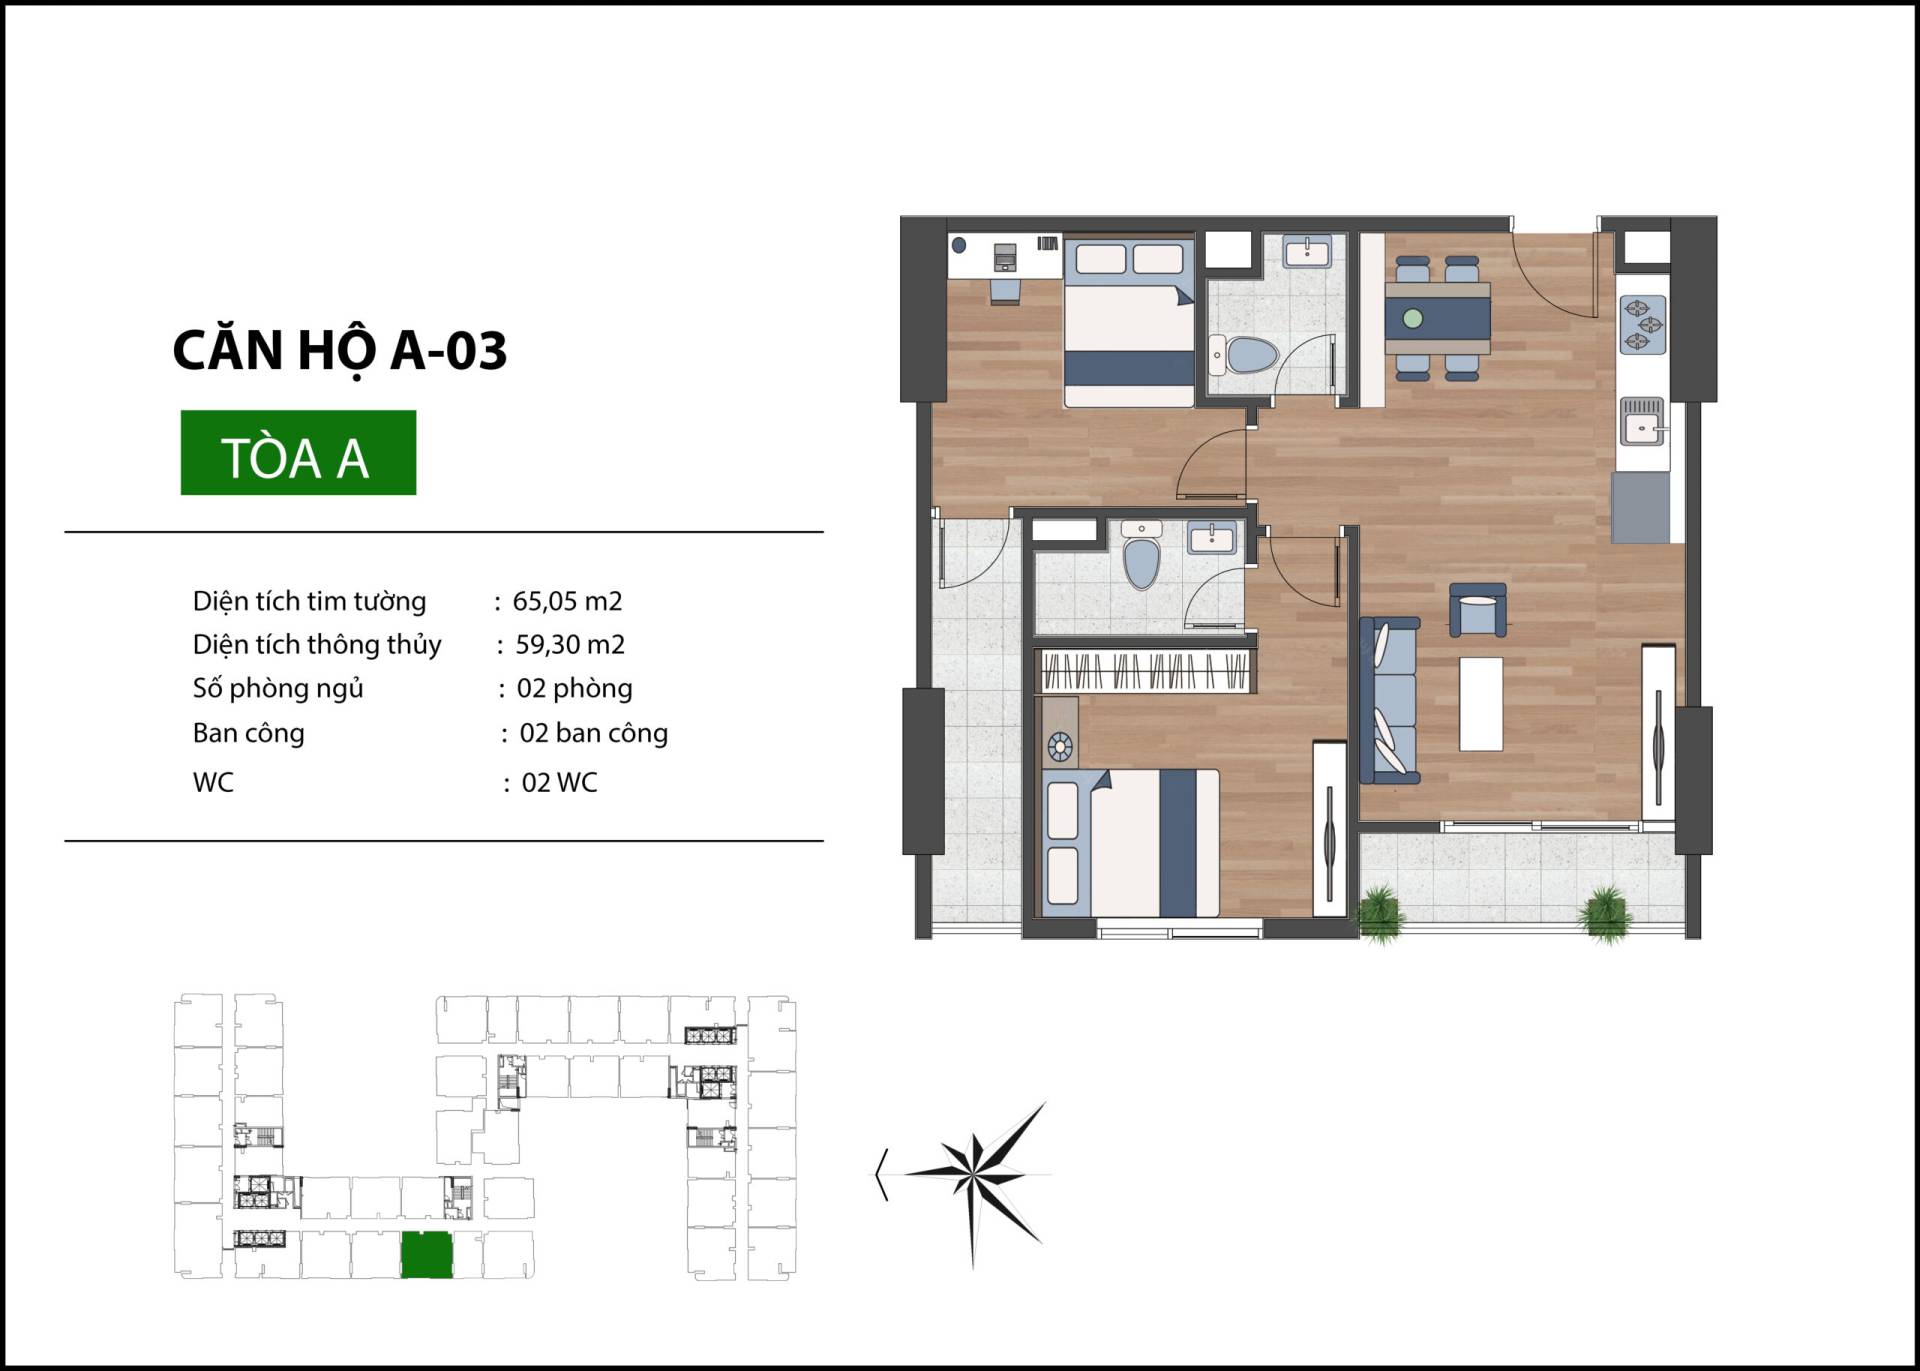 CĂN HỘ A-03
TÒA A
Diện tích tim tường : 65,05 m2
Diện tích thông thủy : 59,30 m2
Số phòng ngủ : 02 phòng
Ban công : 02 ban công
WC : 02 WC